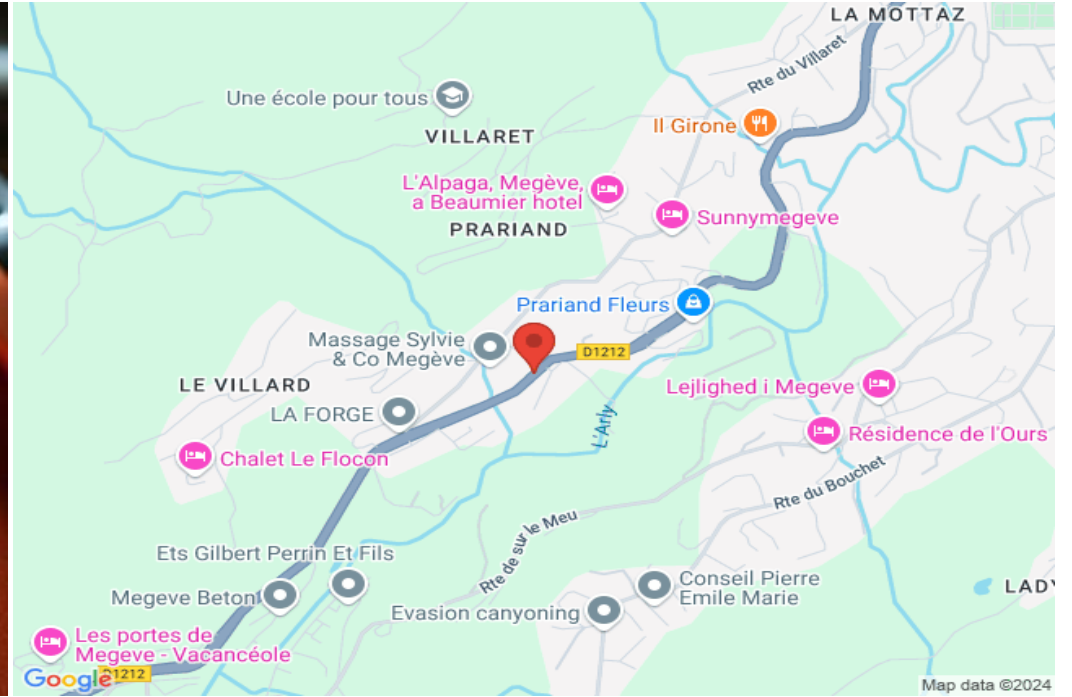 LA MOTTAZ
Rte du Villaret
Une école pour tous
Il Girone
VILLARET
L'Alpaga, Megève,
a Beaumier hotel
Sunnymegeve
PRARIAND
Prariand Fleurs
Massage Sylvie
& Co Megève
D1212
LE VILLARD
Lejlighed i Megeve
LA FORGE
L'Arly
Résidence de l'Ours
Chalet Le Flocon
Rte du Bouchet
Rte de sur le Meu
Ets Gilbert Perrin Et Fils
Conseil Pierre
Emile Marie
Megeve Beton
Evasion canyoning
LADY
Les portes de
Megeve - Vacancéole
D1212
Google
Map data ©2024